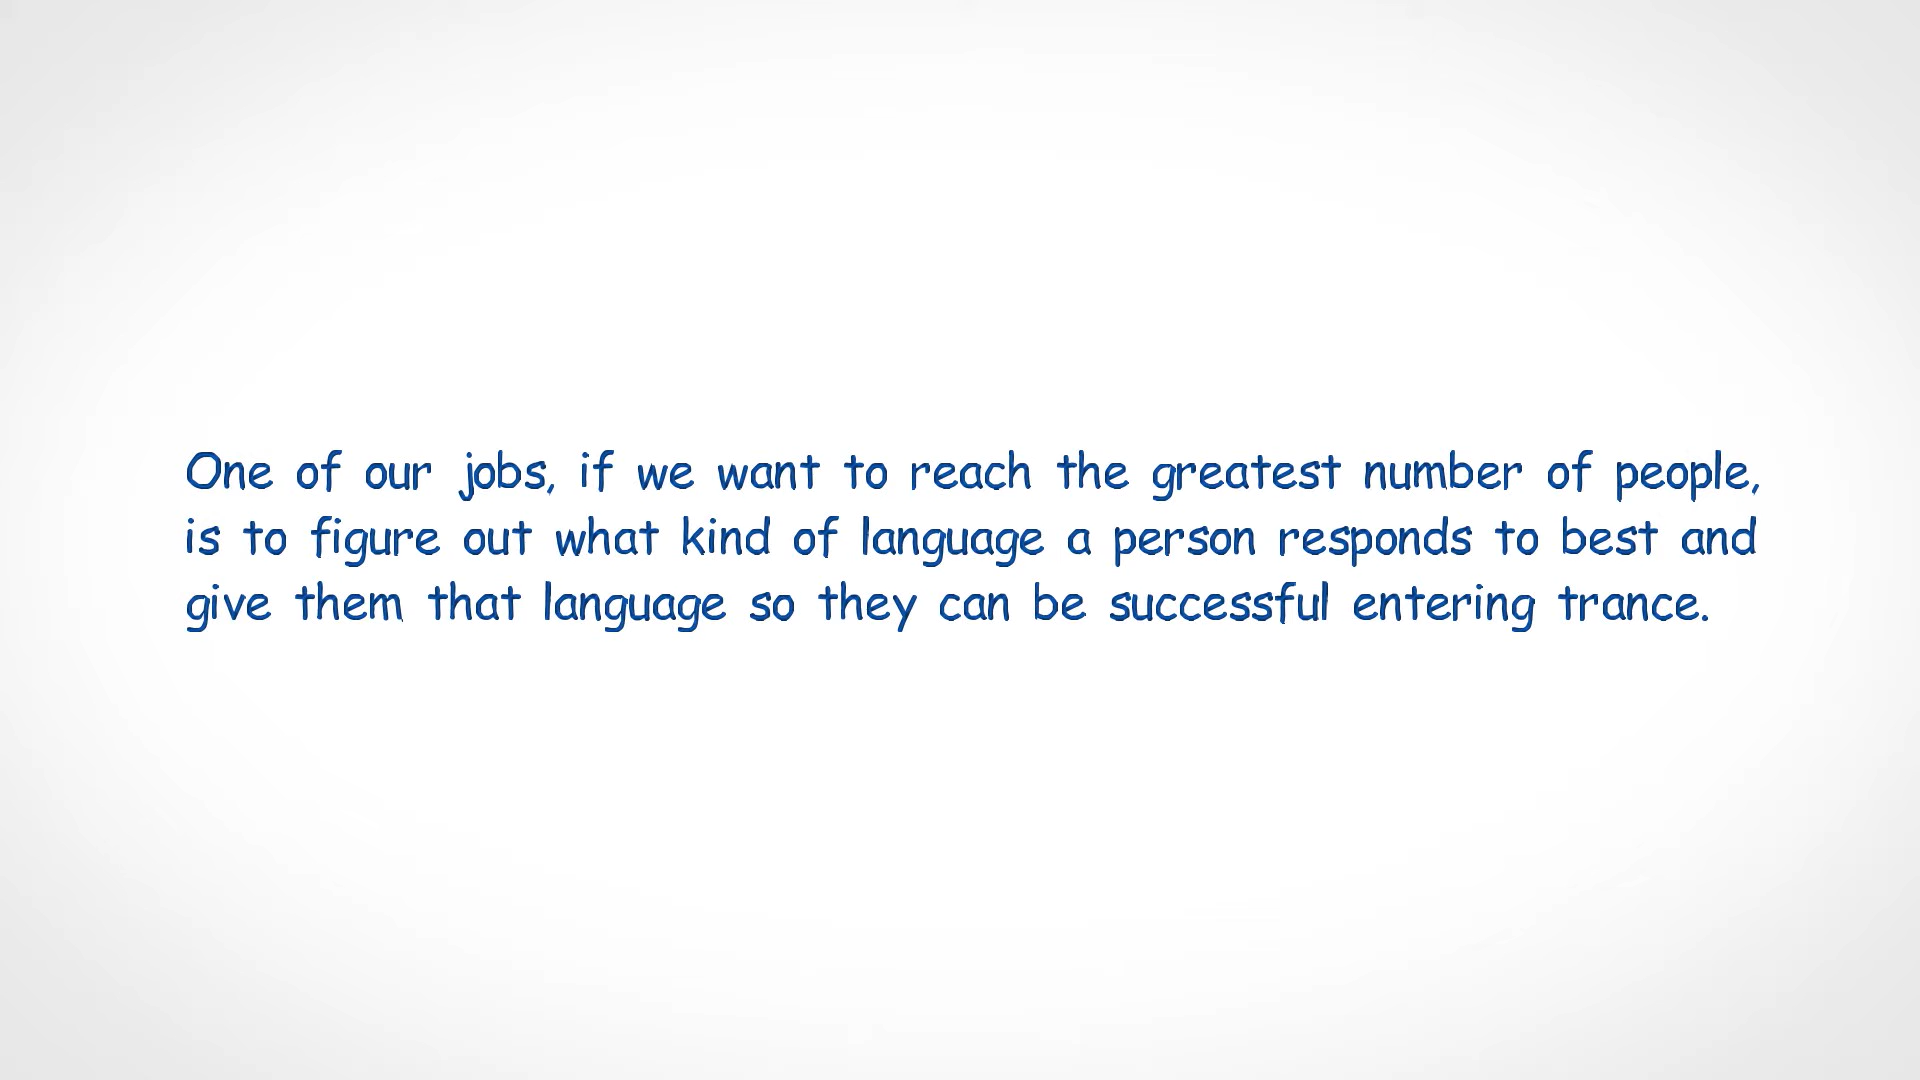 One of our jobs, if we want to reach the greatest number of people,
is to figure out what kind of language a person responds to best and
give them that language so they can be successful entering trance.